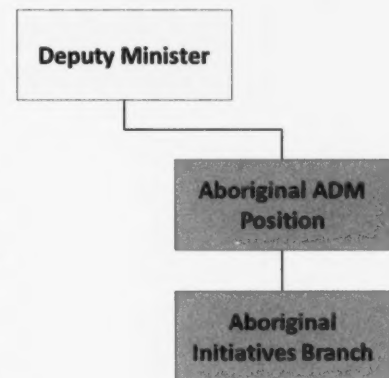 Deputy Minister
Aboriginal ADM
Position
Aboriginal
Initiatives Branch